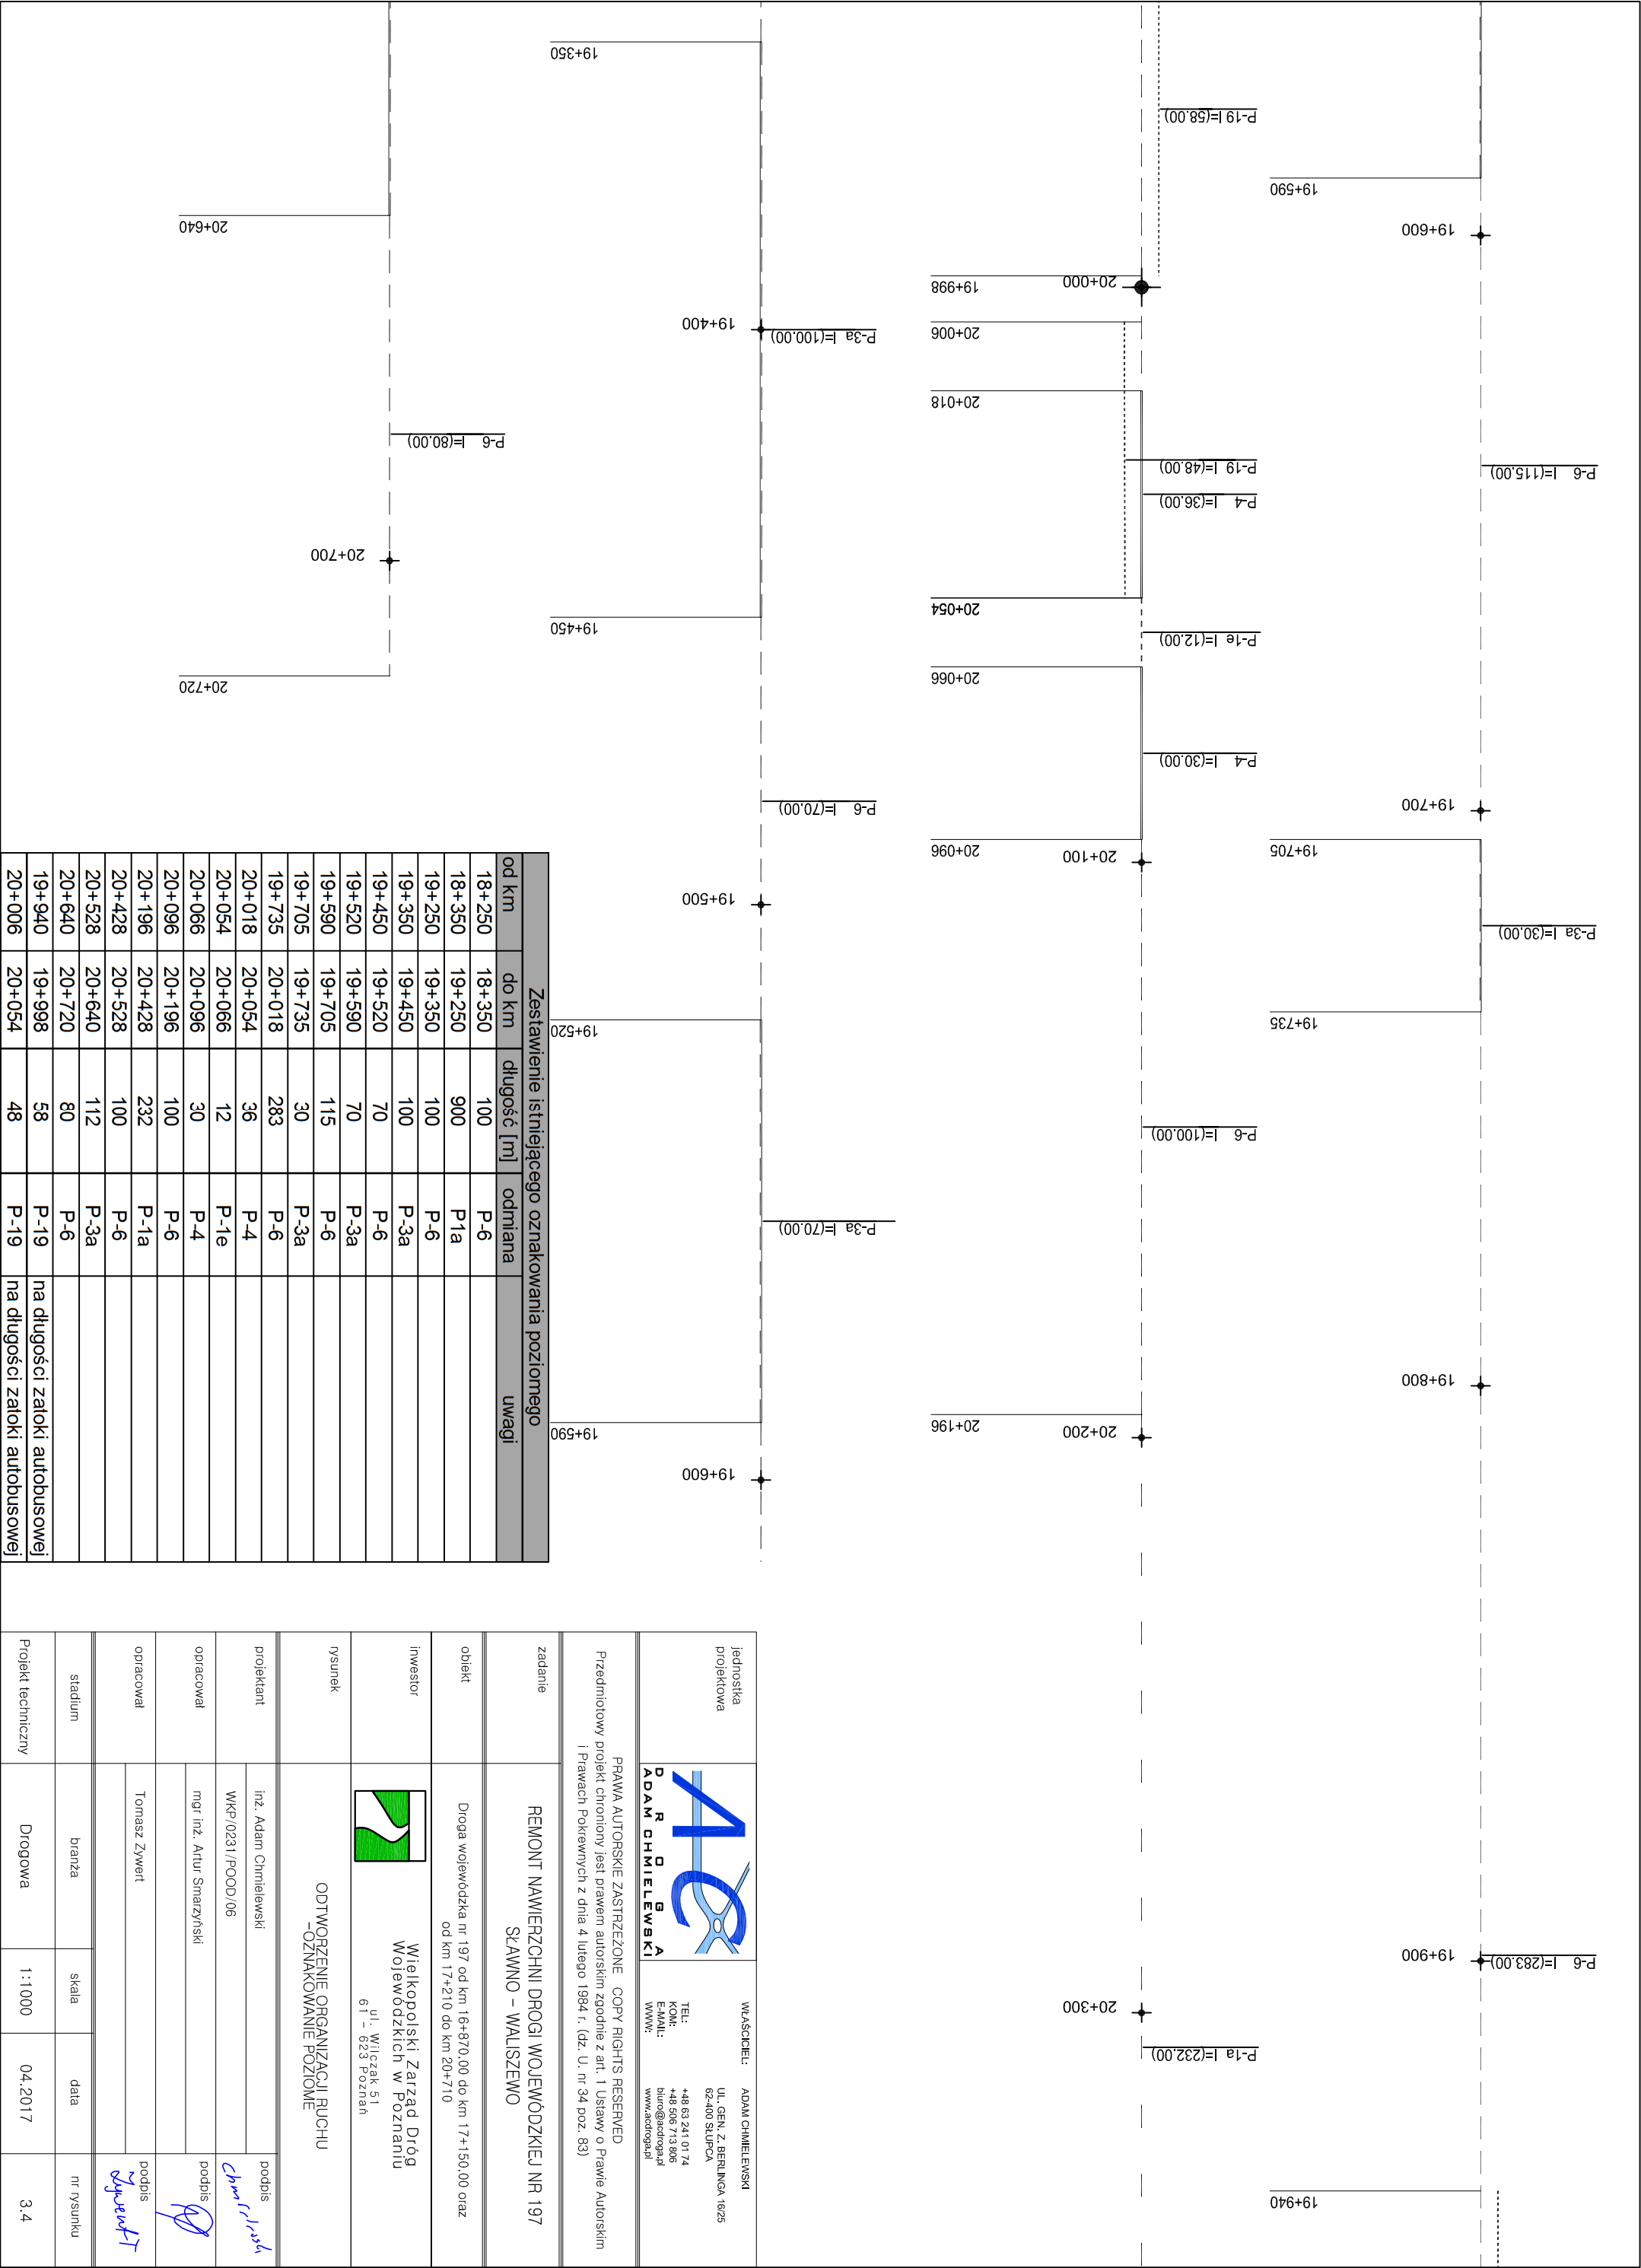 19+590
19+600
P-6 l=(115.00)
19+700
19+705
P-3a l=(30.00)
19+735
19+800
19+900
P-6 l=(283.00)
19+940
P-19 l=(58.00)
19+998
20+000
20+006
20+018
P-19 l=(48.00)
P-4 l=(36.00)
20+054
P-1e l=(12.00)
20+066
P-4 l=(30.00)
20+096
20+100
P-6 l=(100.00)
20+196
20+200
20+300
P-1a l=(232.00)
19+350
19+400
P-3a l=(100.00)
19+450
P-6 l=(70.00)
19+500
19+520
P-3a l=(70.00)
19+590
19+600
20+640
P-6 l=(80.00)
20+700
20+720
Zestawienie istniejącego oznakowania poziomego
od km do km długość [m] odmiana uwagi
18+250 18+350 100 P-6
18+350 19+250 900 P1a
19+250 19+350 100 P-6
19+350 19+450 100 P-3a
19+450 19+520 70 P-6
19+520 19+590 70 P-3a
19+590 19+705 115 P-6
19+705 19+735 30 P-3a
19+735 20+018 283 P-6
20+018 20+054 36 P-4
20+054 20+066 12 P-1e
20+066 20+096 30 P-4
20+096 20+196 100 P-6
20+196 20+428 232 P-1a
20+428 20+528 100 P-6
20+528 20+640 112 P-3a
20+640 20+720 80 P-6
19+940 19+998 58 P-19 na długości zatoki autobusowej
20+006 20+054 48 P-19 na długości zatoki autobusowej
jednostka
projektowa
AC
DROGA
ADAM CHMIELEWSKI
WŁAŚCICIEL: ADAM CHMIELEWSKI
UL. GEN. Z. BERLINGA 16/25
62-400 SŁUPCA
TEL: +48 63 241 01 74
KOM: +48 506 713 806
E-MAIL: biuro@acdroga.pl
WWW: www.acdroga.pl
PRAWA AUTORSKIE ZASTRZEŻONE COPY RIGHTS RESERVED
Przedmiotowy projekt chroniony jest prawem autorskim zgodnie z art. 1 Ustawy o Prawie Autorskim
i Prawach Pokrewnych z dnia 4 lutego 1984 r. (dz. U. nr 34 poz. 83)
zadanie
REMONT NAWIERZCHNI DROGI WOJEWÓDZKIEJ NR 197
SŁAWNO - WALISZEWO
obiekt
Droga wojewódzka nr 197 od km 16+870,00 do km 17+150,00 oraz
od km 17+210 do km 20+710
inwestor
Wielkopolski Zarząd Dróg
Wojewódzkich w Poznaniu
ul. Wilczak 51
61 - 623 Poznań
rysunek
ODTWORZENIE ORGANIZACJI RUCHU
-OZNAKOWANIE POZIOME
projektant
inż. Adam Chmielewski
WKP/0231/POOD/06
podpis
opracował
mgr inż. Artur Smarzyński
podpis
opracował
Tomasz Żywert
podpis
Żywert T
stadium branża skala data nr rysunku
Projekt techniczny Drogowa 1:1000 04.2017 3.4